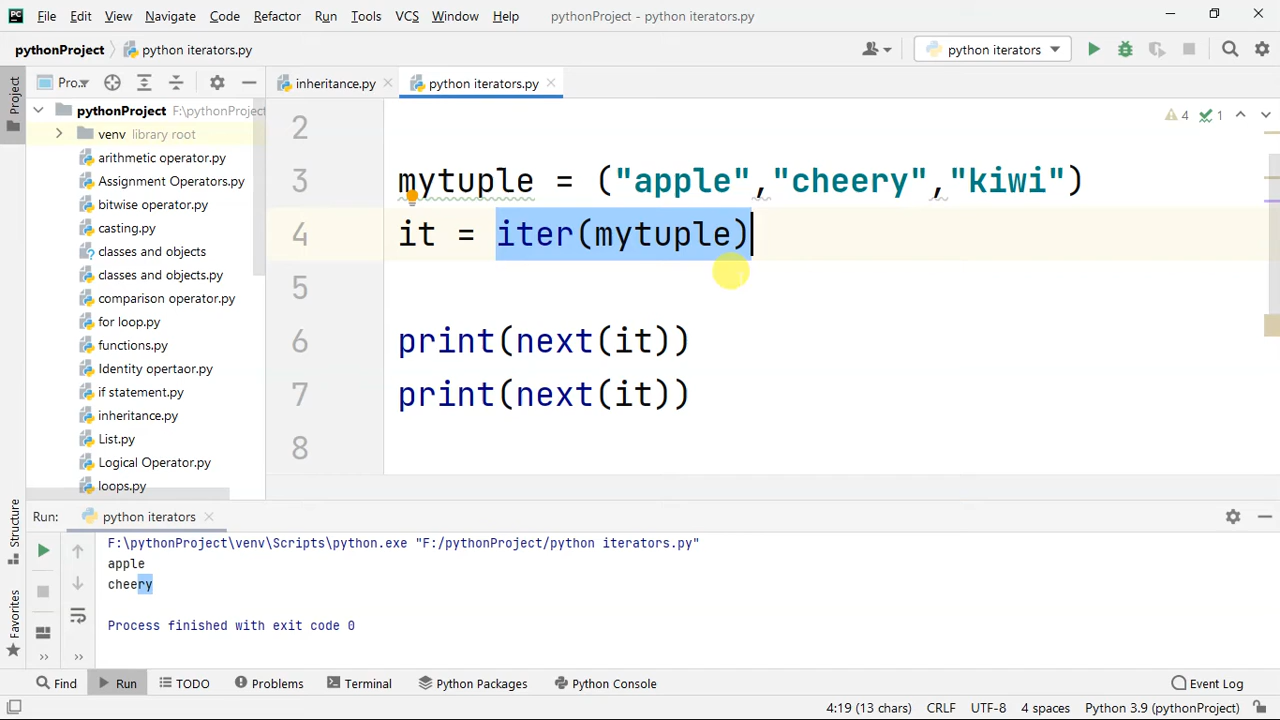 PC File Edit View Navigate Code Refactor Run Tools VCS Window Help pythonProject - python iterators.py
pythonProject python iterators.py python iterators
Project
Pro... inheritance.py python iterators.py
pythonProject F:\pythonProject
venv library root
arithmetic operator.py
Assignment Operators.py
bitwise operator.py
casting.py
classes and objects
classes and objects.py
comparison operator.py
for loop.py
functions.py
Identity opertaor.py
if statement.py
inheritance.py
List.py
Logical Operator.py
loops.py
4 1
2
3 mytuple = ("apple","cheery","kiwi")
4 it = iter(mytuple)
5
6 print(next(it))
7 print(next(it))
8
Structure
Favorites
Run: python iterators
F:\pythonProject\venv\Scripts\python.exe "F:/pythonProject/python iterators.py"
apple
cheery
Process finished with exit code 0
» »
Find Run TODO Problems Terminal Python Packages Python Console Event Log
4:19 (13 chars) CRLF UTF-8 4 spaces Python 3.9 (pythonProject)